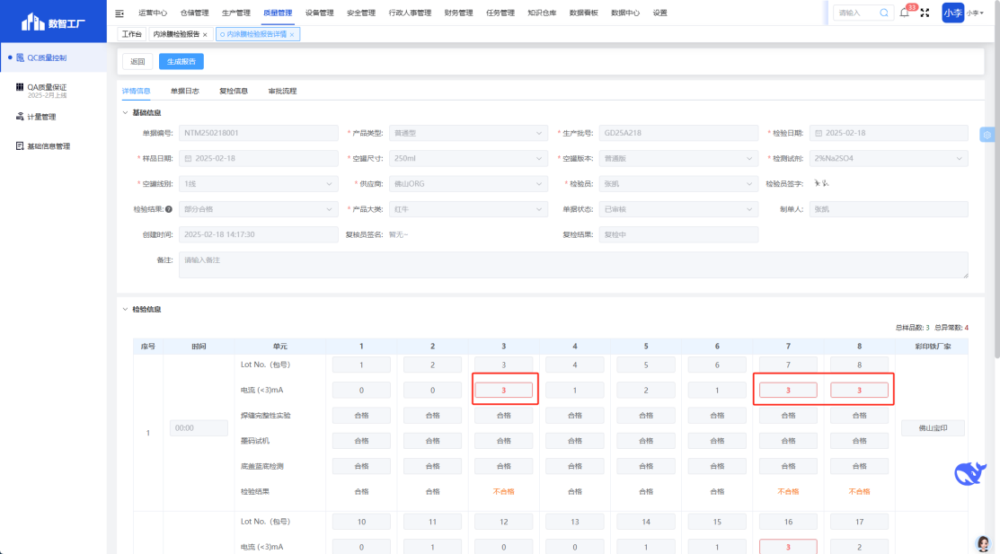 数智工厂
运营中心 仓储管理 生产管理 质量管理 设备管理 安全管理 行政人事管理 财务管理 任务管理 知识仓库 数据看板 数据中心 设置
请输入 33 小李 小李
工作台 内涂膜检验报告 × 内涂膜检验报告详情 ×
QC质量控制
QA质量保证
2025-2月上线
计量管理
基础信息管理
返回 生成报告
详情信息 单据日志 复检信息 审批流程
基础信息
单据编号: NTM250218001 * 产品类型: 普通型 * 生产批号: GD25A218 * 检验日期: 2025-02-18
* 样品日期: 2025-02-18 * 空罐尺寸: 250ml * 空罐版本: 普通版 * 检测试剂: 2%Na2SO4
* 空罐线别: 1线 * 供应商: 佛山ORG * 检验员: 张凯 检验员签字:
检验结果: 部分合格 * 产品大类: 红牛 单据状态: 已审核 制单人: 张凯
创建时间: 2025-02-18 14:17:30 复核员签名: 暂无~ 复检结果: 复检中
备注: 请输入备注
检验信息
总样品数: 3 总异常数: 4
序号 时间 单元 1 2 3 4 5 6 7 8 彩印铁厂家
Lot No. (包号) 1 2 3 4 5 6 7 8
电流 (<3)mA 0 0 3 1 2 1 3 3
焊缝完整性实验 合格 合格 合格 合格 合格 合格 合格 合格
1 00:00 佛山宝印
墨码试机 合格 合格 合格 合格 合格 合格 合格 合格
底盖蓝底检测 合格 合格 合格 合格 合格 合格 合格 合格
检验结果 合格 合格 不合格 合格 合格 合格 不合格 不合格
Lot No. (包号) 10 11 12 13 14 15 16 17
电流 (<3)mA 0 1 0 0 1 1 3 2